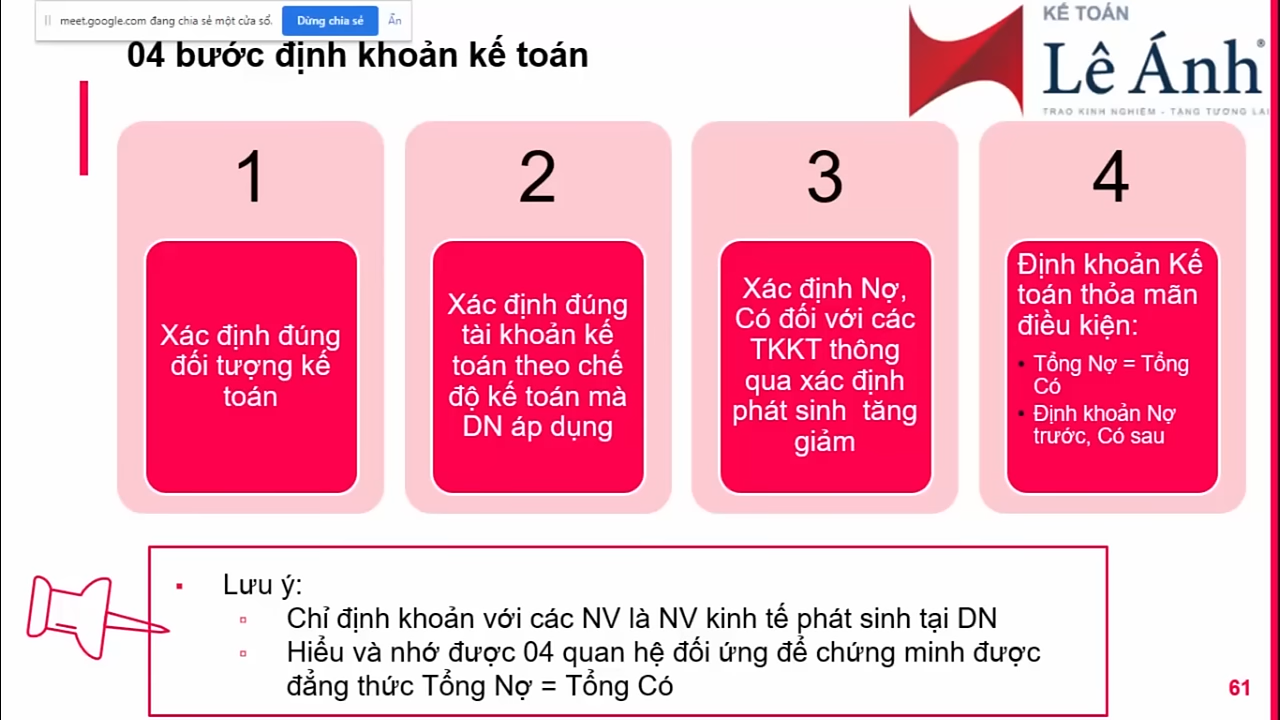 meet.google.com đang chia sẻ một cửa sổ.
Dừng chia sẻ
Ẩn
04 bước định khoản kế toán
KẾ TOÁN
Lê Ánh®
TRAO KINH NGHIỆM - TẶNG TƯƠNG LAI
1
Xác định đúng
đối tượng kế
toán
2
Xác định đúng
tài khoản kế
toán theo chế
độ kế toán mà
DN áp dụng
3
Xác định Nợ,
Có đối với các
TKKT thông
qua xác định
phát sinh tăng
giảm
4
Định khoản Kế
toán thỏa mãn
điều kiện:
• Tổng Nợ = Tổng
Có
• Định khoản Nợ
trước, Có sau
▪ Lưu ý:
▫ Chỉ định khoản với các NV là NV kinh tế phát sinh tại DN
▫ Hiểu và nhớ được 04 quan hệ đối ứng để chứng minh được
đẳng thức Tổng Nợ = Tổng Có
61